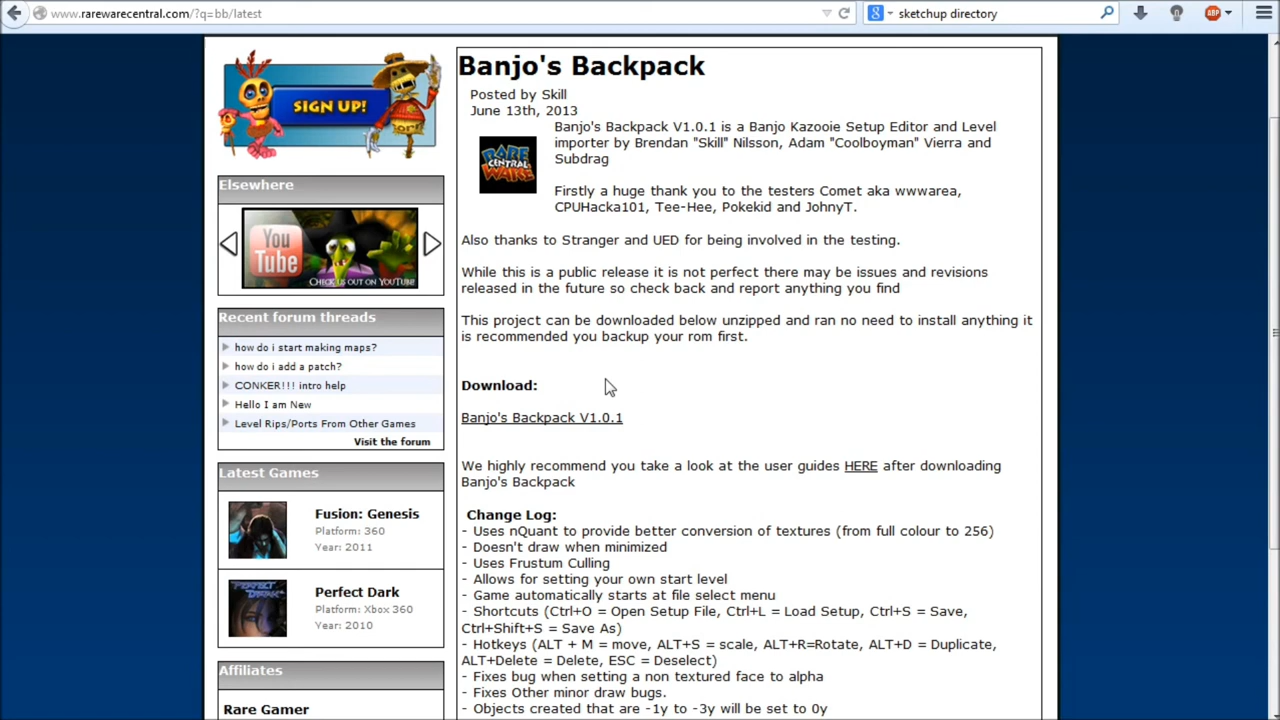 www.rarewarecentral.com/?q=bb/latest
sketchup directory
ABP
SIGN UP!
Elsewhere
You
Tube
CHECK US OUT ON YOUTUBE
Recent forum threads
how do i start making maps?
how do i add a patch?
CONKER!!! intro help
Hello I am New
Level Rips/Ports From Other Games
Visit the forum
Latest Games
Fusion: Genesis
Platform: 360
Year: 2011
Perfect Dark
Platform: Xbox 360
Year: 2010
Affiliates
Rare Gamer
Banjo's Backpack
Posted by Skill
June 13th, 2013
RARE
WARE
CENTRAL
Banjo's Backpack V1.0.1 is a Banjo Kazooie Setup Editor and Level
importer by Brendan "Skill" Nilsson, Adam "Coolboyman" Vierra and
Subdrag
Firstly a huge thank you to the testers Comet aka wwwarea,
CPUHacka101, Tee-Hee, Pokekid and JohnyT.
Also thanks to Stranger and UED for being involved in the testing.
While this is a public release it is not perfect there may be issues and revisions
released in the future so check back and report anything you find
This project can be downloaded below unzipped and ran no need to install anything it
is recommended you backup your rom first.
Download:
Banjo's Backpack V1.0.1
We highly recommend you take a look at the user guides HERE after downloading
Banjo's Backpack
Change Log:
- Uses nQuant to provide better conversion of textures (from full colour to 256)
- Doesn't draw when minimized
- Uses Frustum Culling
- Allows for setting your own start level
- Game automatically starts at file select menu
- Shortcuts (Ctrl+O = Open Setup File, Ctrl+L = Load Setup, Ctrl+S = Save,
Ctrl+Shift+S = Save As)
- Hotkeys (ALT + M = move, ALT+S = scale, ALT+R=Rotate, ALT+D = Duplicate,
ALT+Delete = Delete, ESC = Deselect)
- Fixes bug when setting a non textured face to alpha
- Fixes Other minor draw bugs.
- Objects created that are -1y to -3y will be set to 0y